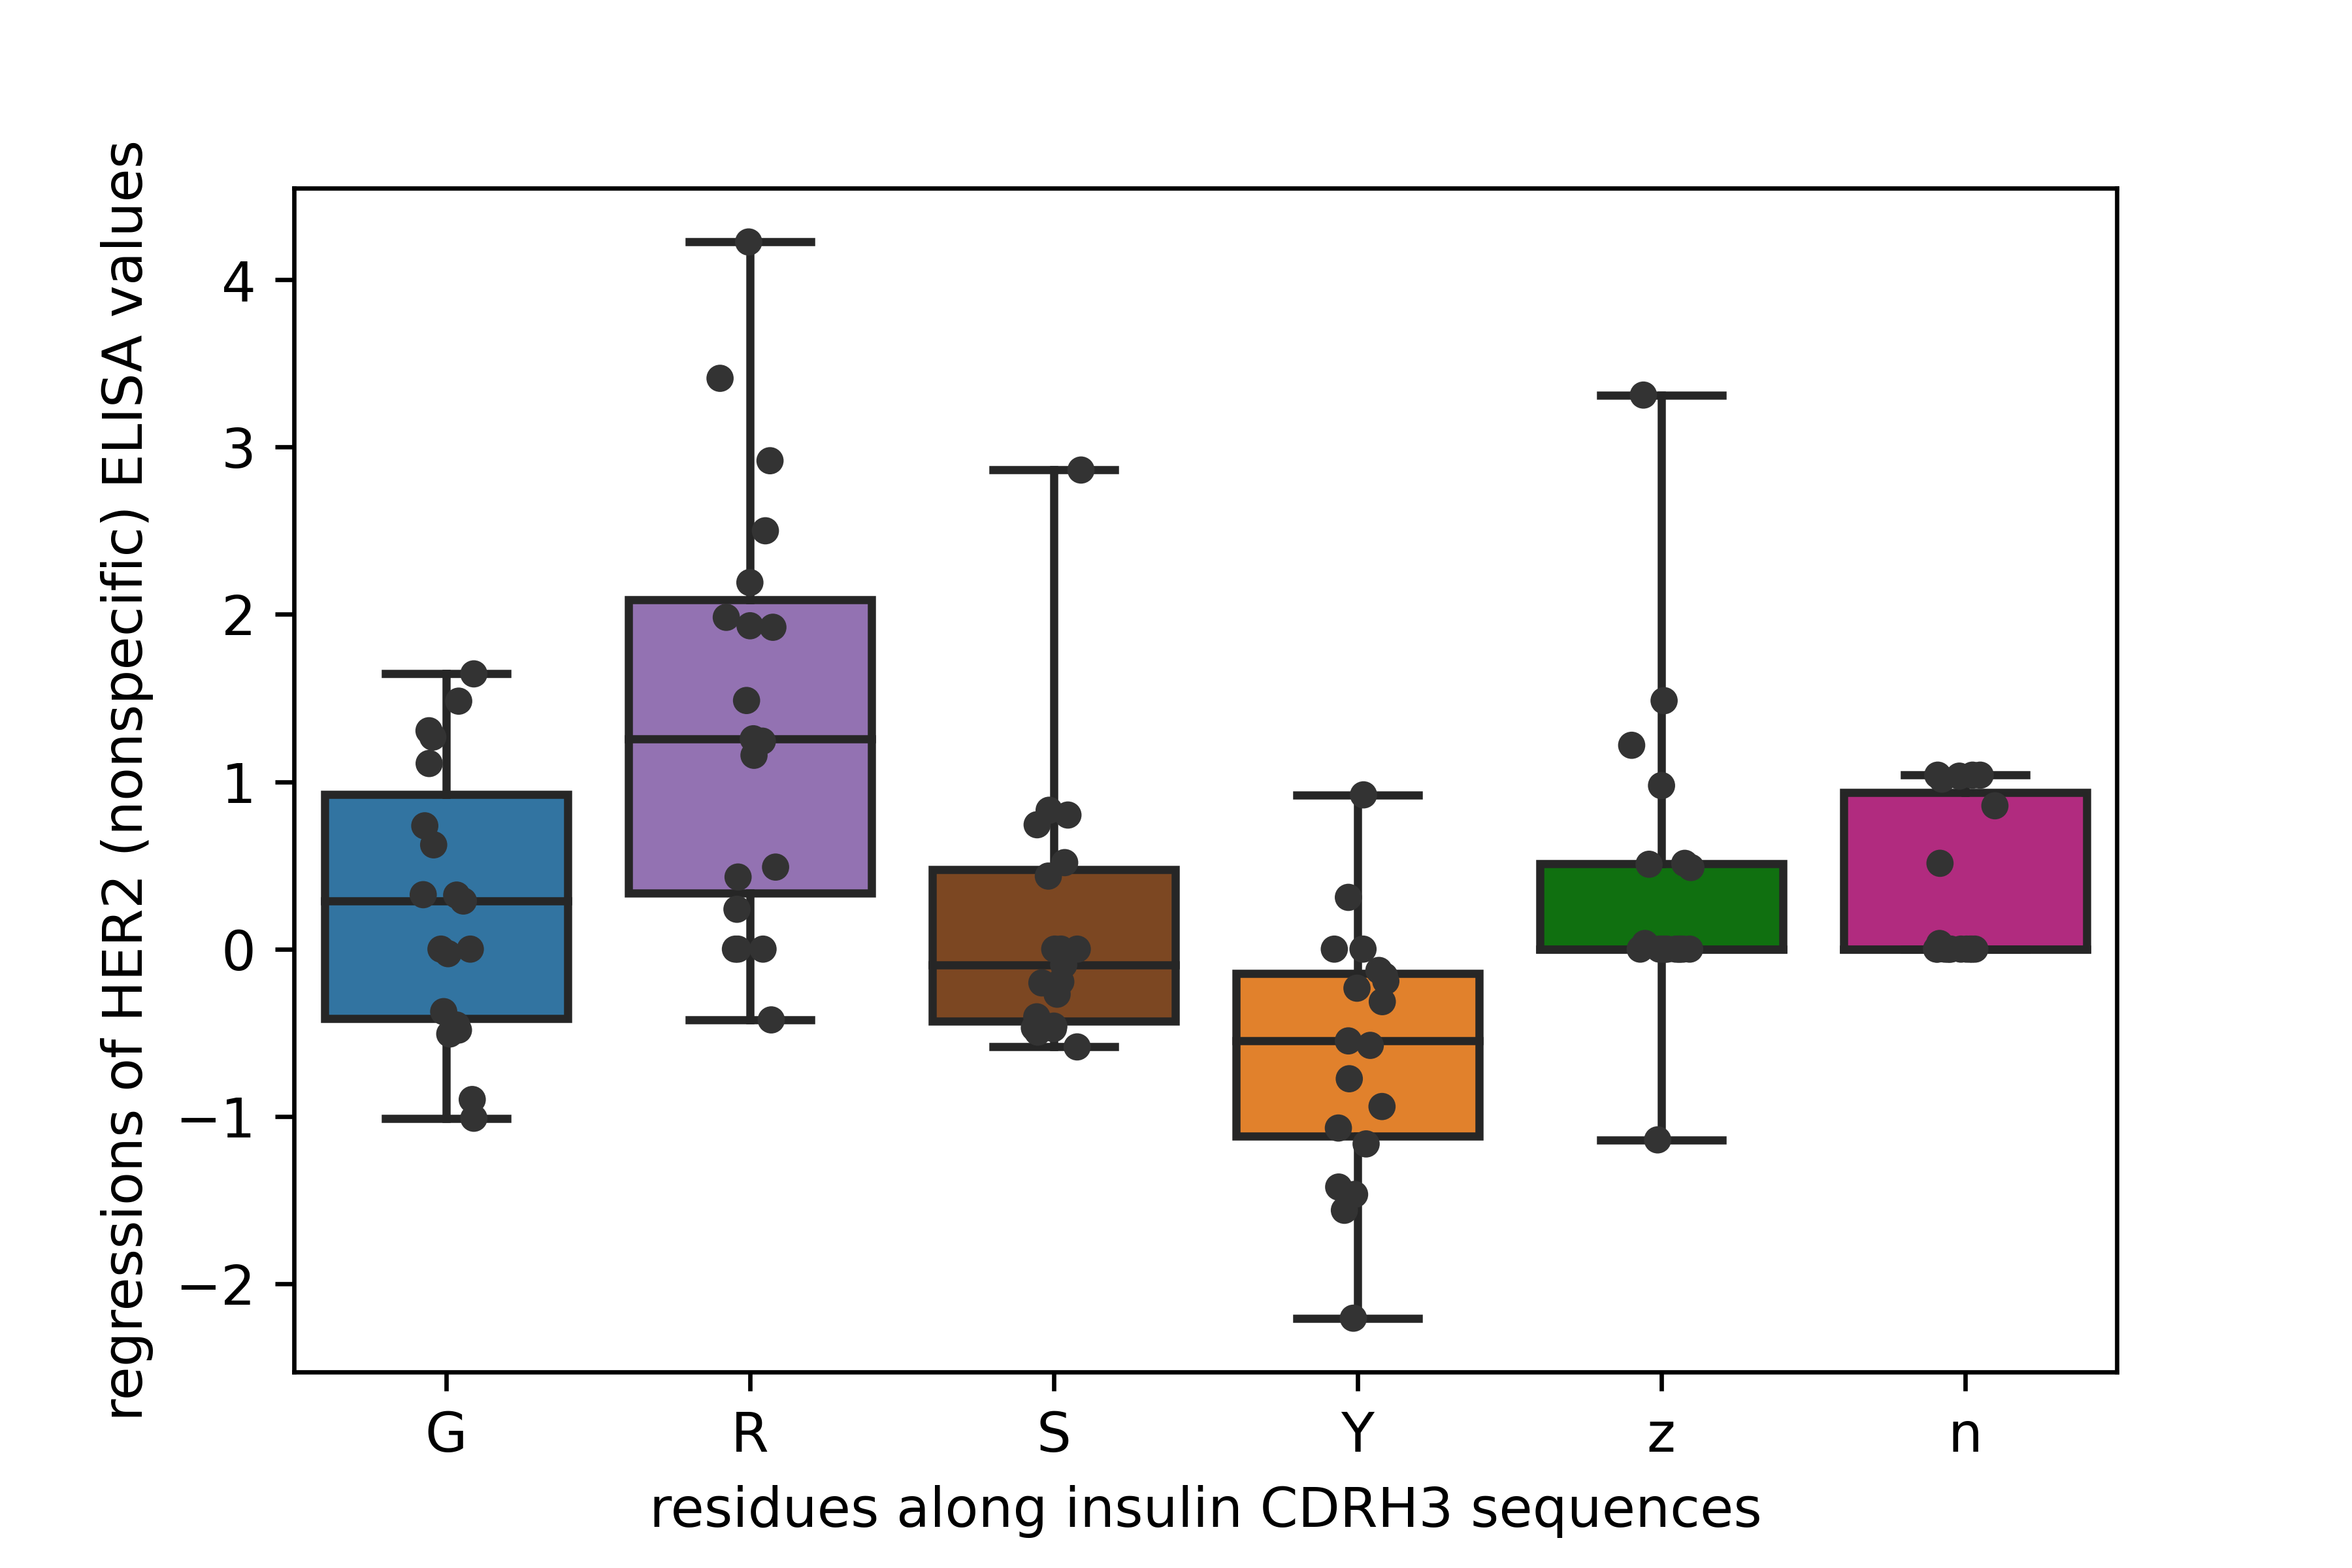 regressions of HER2 (nonspecific) ELISA values
4
3
2
1
0
−1
−2
G R S Y z n
residues along insulin CDRH3 sequences